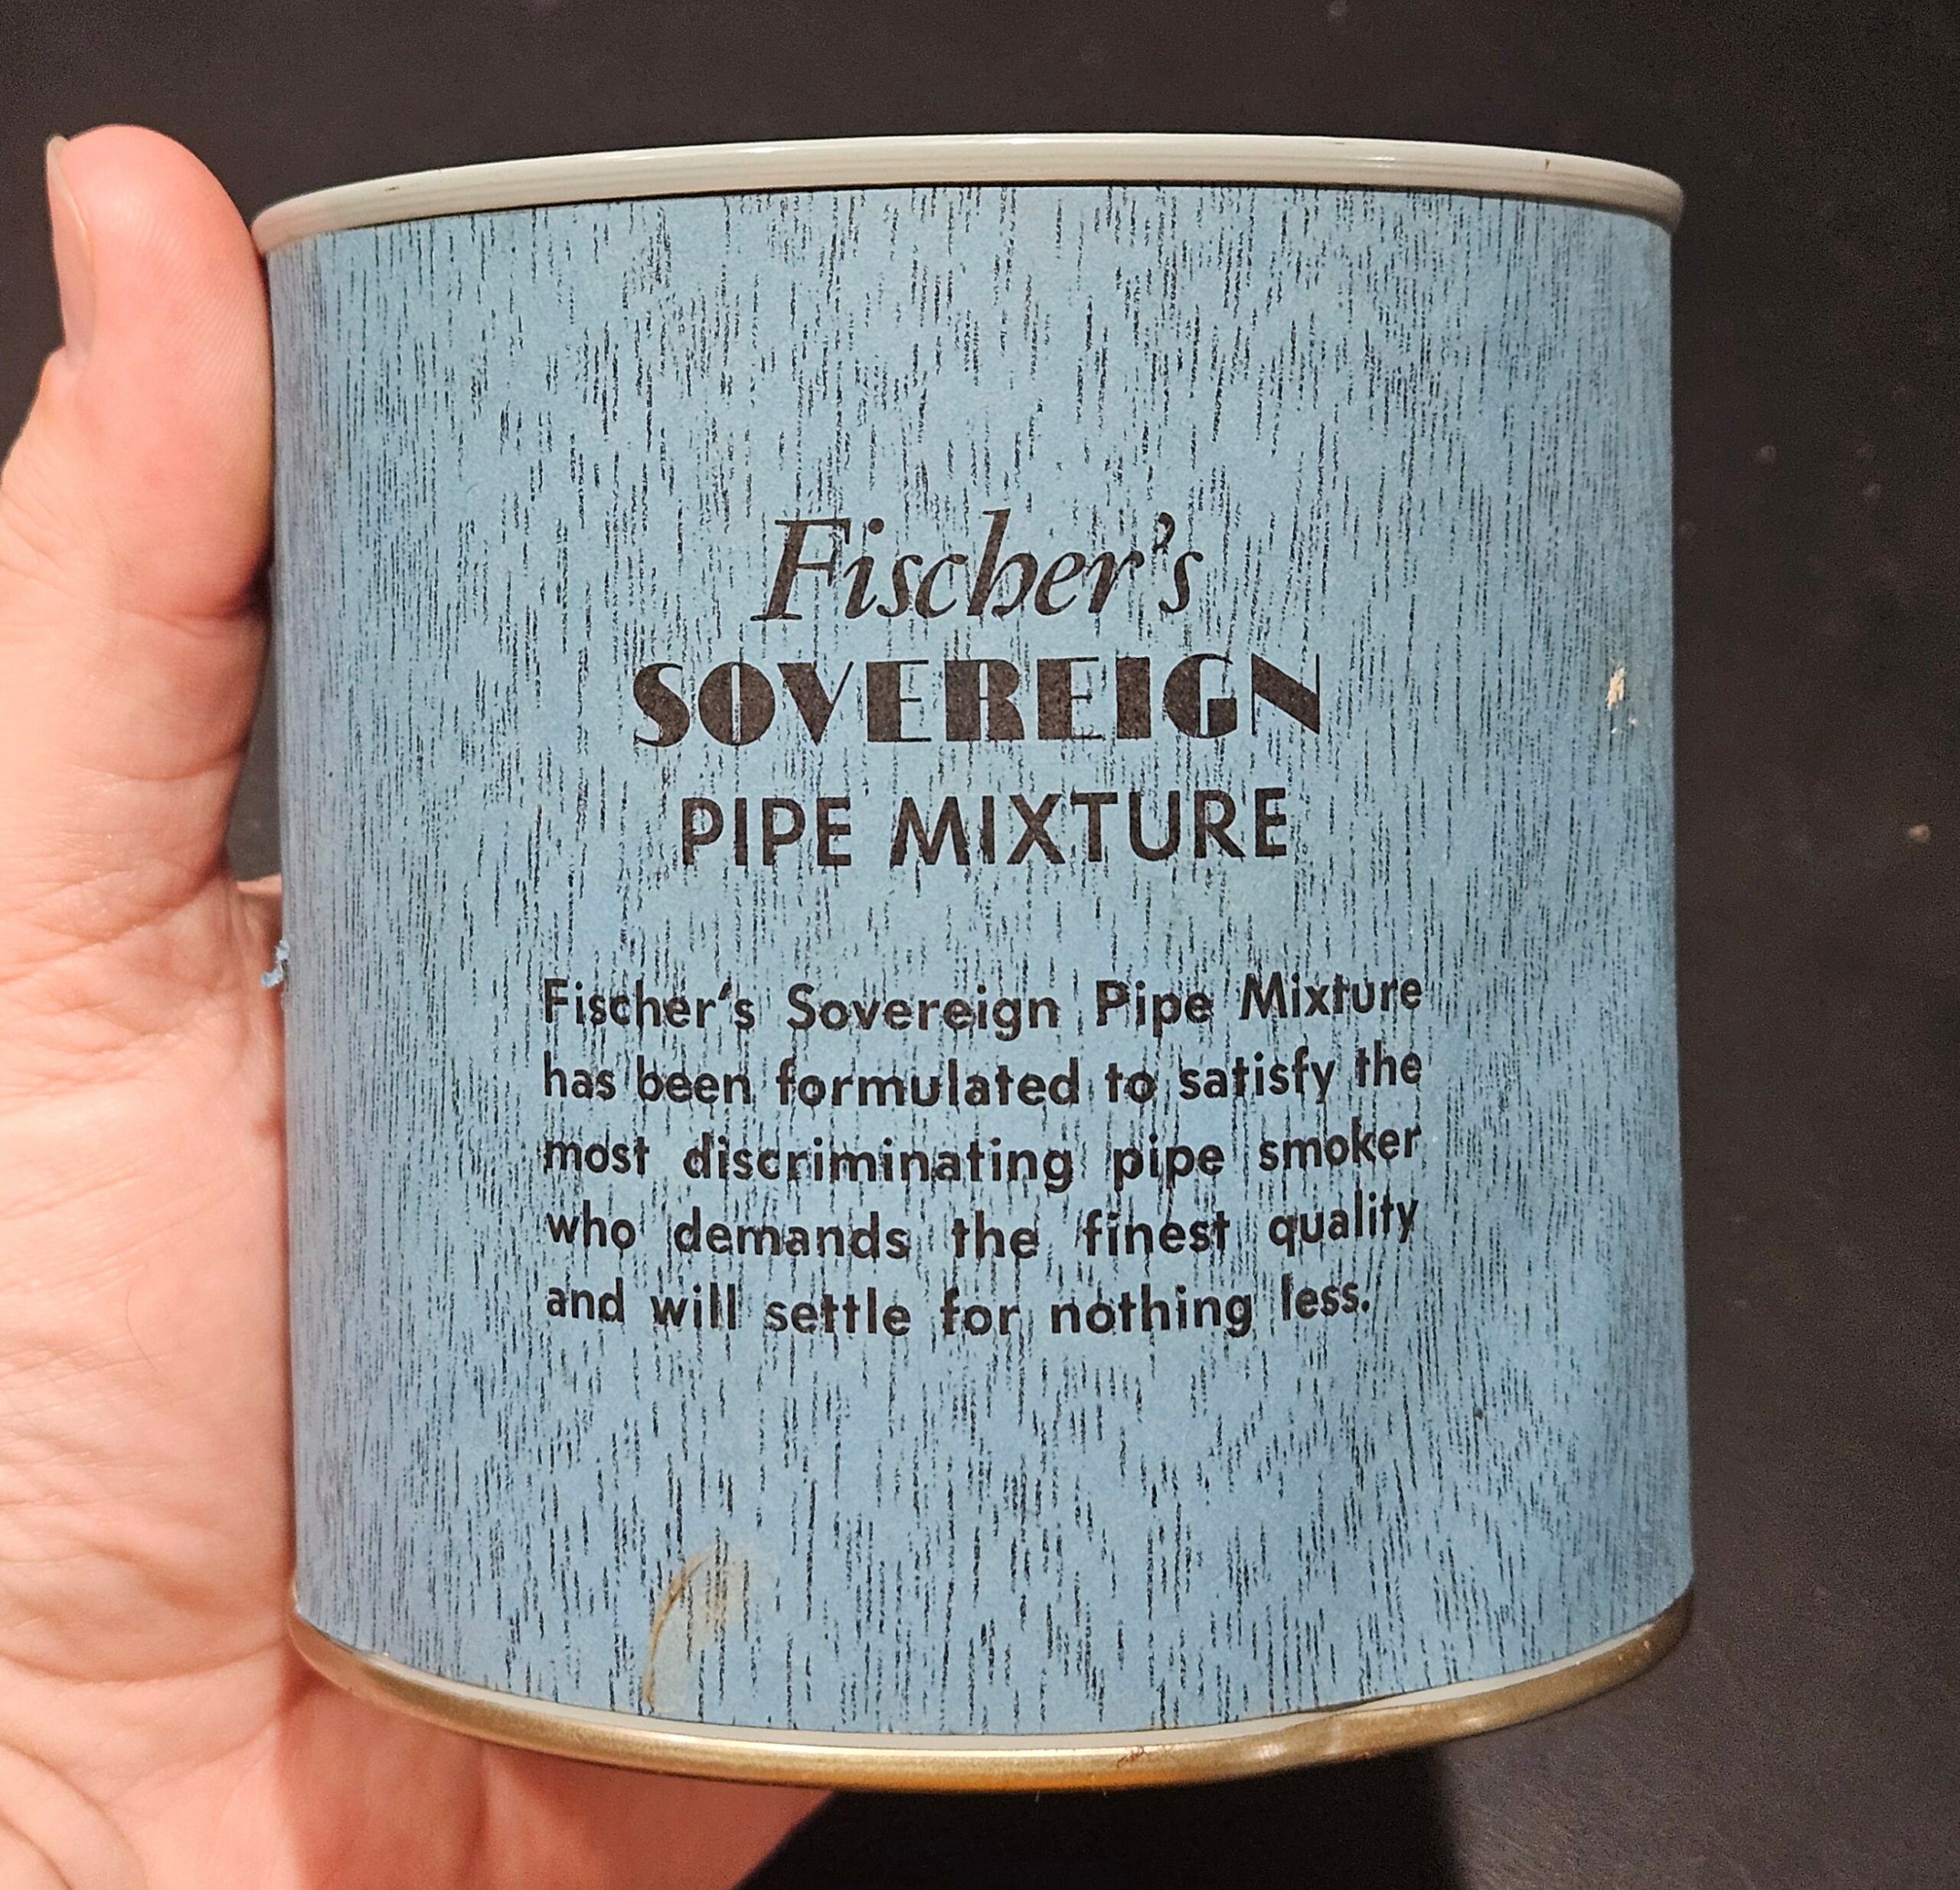 Fischer's
SOVEREIGN
PIPE MIXTURE
Fischer's Sovereign Pipe Mixture
has been formulated to satisfy the
most discriminating pipe smoker
who demands the finest quality
and will settle for nothing less.